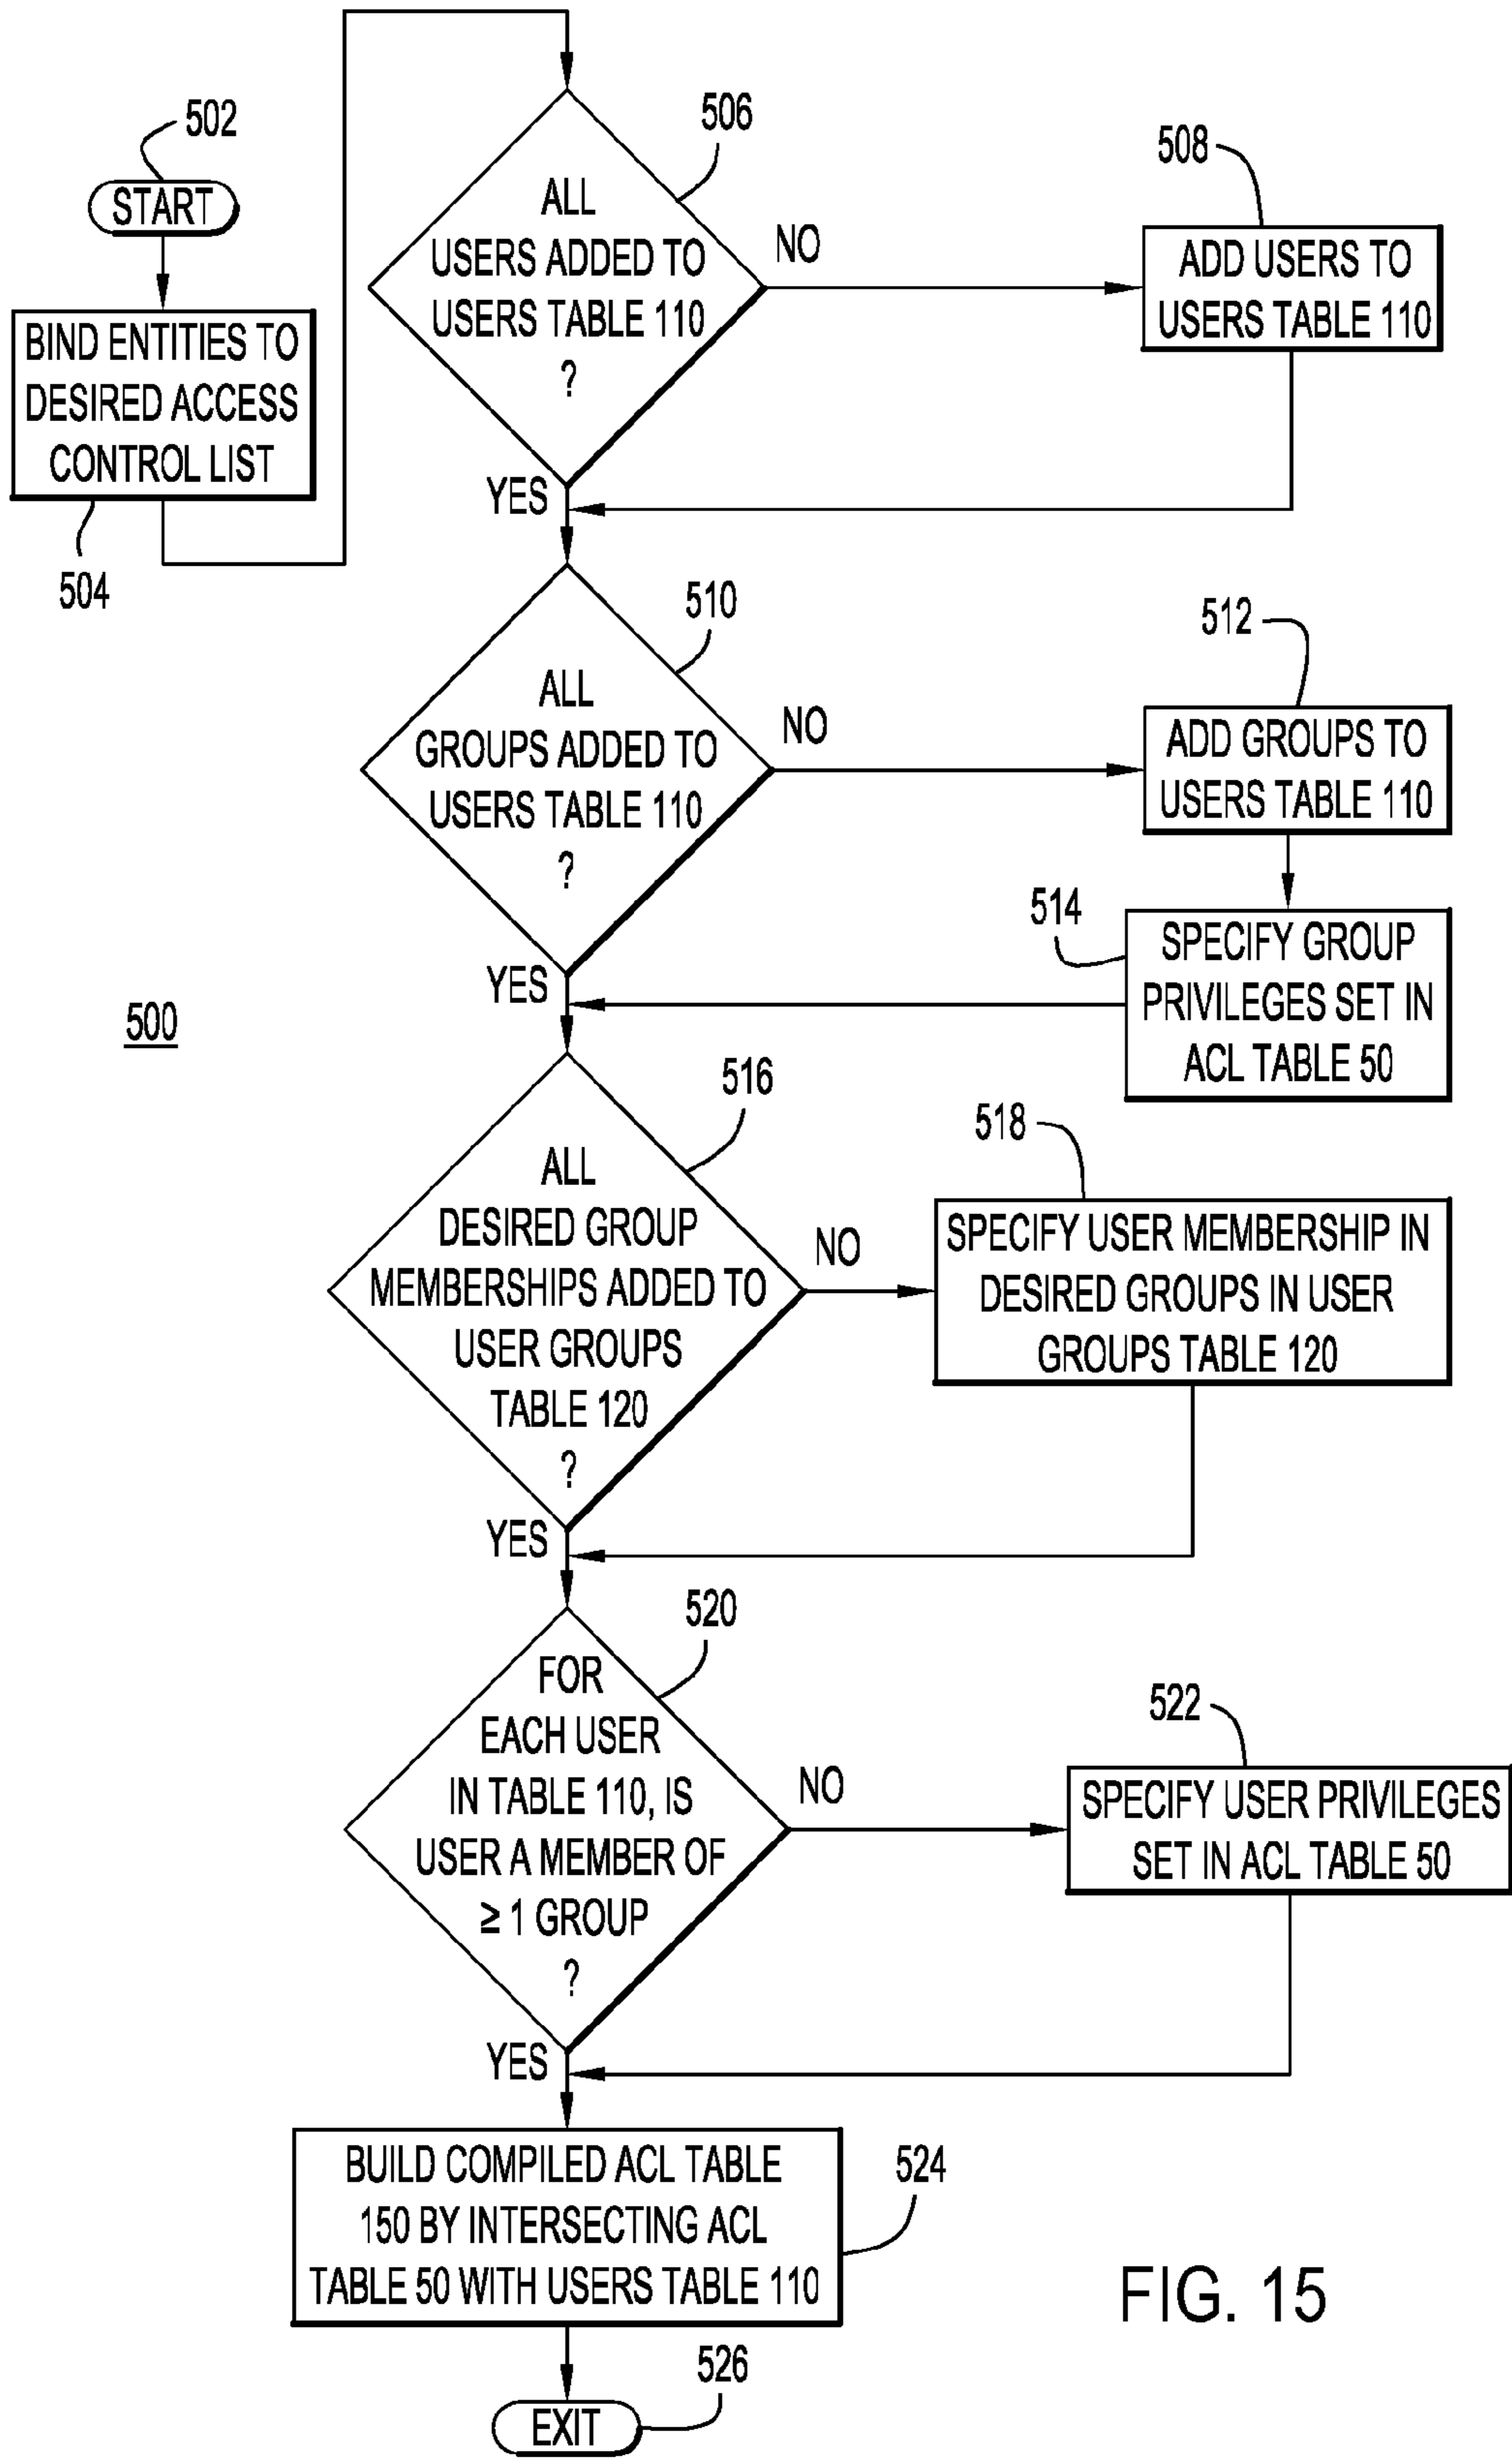 502
START
BIND ENTITIES TO
DESIRED ACCESS
CONTROL LIST
504
506
ALL
USERS ADDED TO
USERS TABLE 110
?
NO
YES
508
ADD USERS TO
USERS TABLE 110
510
ALL
GROUPS ADDED TO
USERS TABLE 110
?
NO
YES
512
ADD GROUPS TO
USERS TABLE 110
514
SPECIFY GROUP
PRIVILEGES SET IN
ACL TABLE 50
500
516
ALL
DESIRED GROUP
MEMBERSHIPS ADDED TO
USER GROUPS
TABLE 120
?
NO
YES
518
SPECIFY USER MEMBERSHIP IN
DESIRED GROUPS IN USER
GROUPS TABLE 120
520
FOR
EACH USER
IN TABLE 110, IS
USER A MEMBER OF
≥ 1 GROUP
?
NO
YES
522
SPECIFY USER PRIVILEGES
SET IN ACL TABLE 50
BUILD COMPILED ACL TABLE
150 BY INTERSECTING ACL
TABLE 50 WITH USERS TABLE 110
524
EXIT
526
FIG. 15